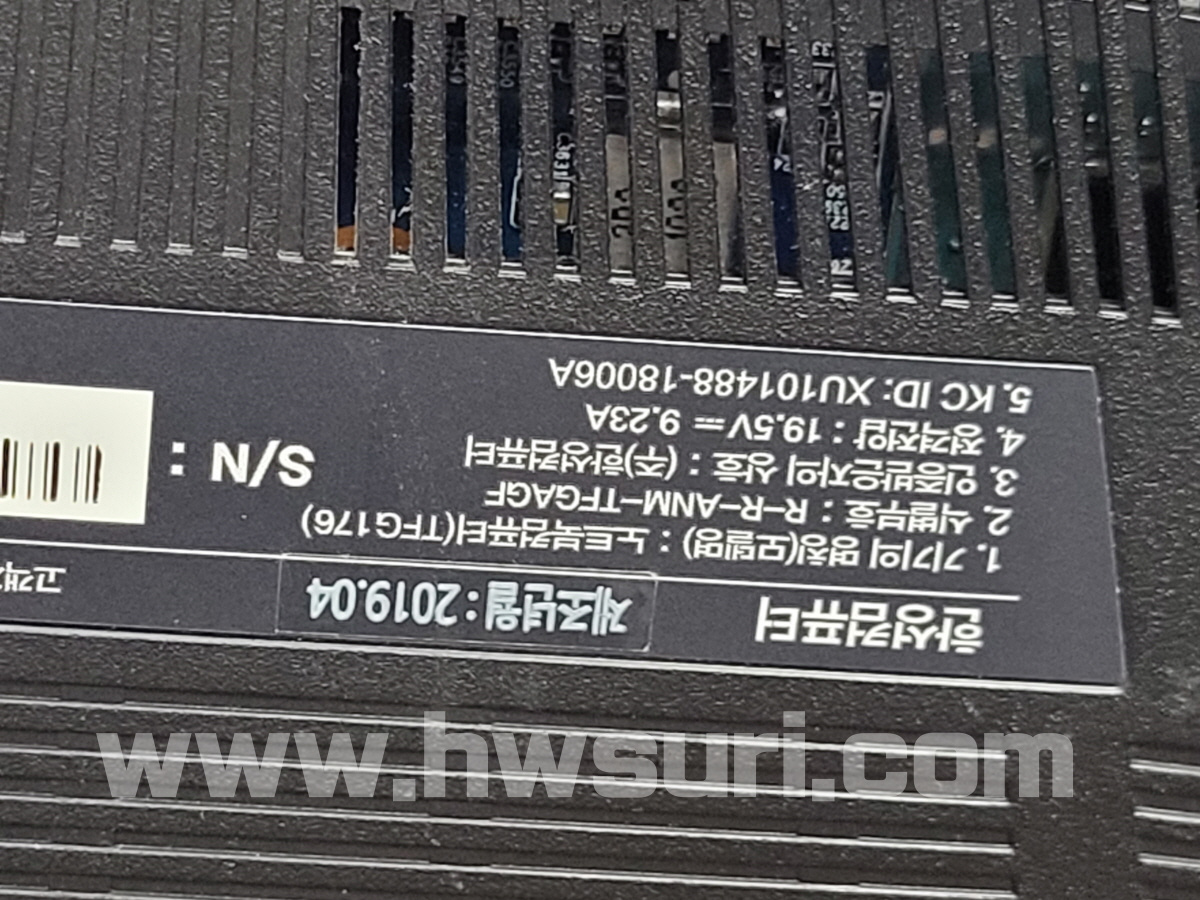 한성컴퓨터
제조년월:2019.04
고객
1. 기기의 명칭(모델명) : 노트북컴퓨터(TFG176)
2. 식별부호 : R-R-ANM-TFGAGF
3. 인증받은자의 상호 : (주)한성컴퓨터
4. 정격전압 : 19.5V⎓ 9.23A
5. KC ID: XU101488-18006A
S/N :
www.hwsuri.com